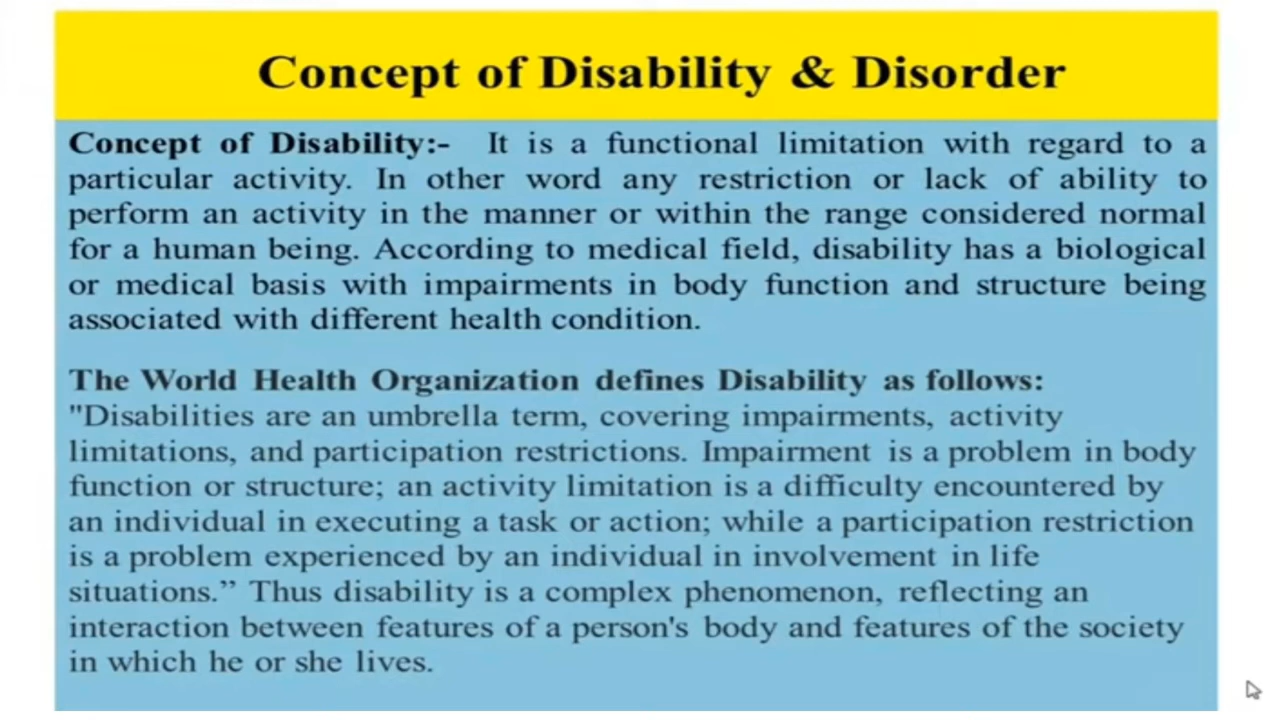 Concept of Disability & Disorder
Concept of Disability:- It is a functional limitation with regard to a
particular activity. In other word any restriction or lack of ability to
perform an activity in the manner or within the range considered normal
for a human being. According to medical field, disability has a biological
or medical basis with impairments in body function and structure being
associated with different health condition.
The World Health Organization defines Disability as follows:
"Disabilities are an umbrella term, covering impairments, activity
limitations, and participation restrictions. Impairment is a problem in body
function or structure; an activity limitation is a difficulty encountered by
an individual in executing a task or action; while a participation restriction
is a problem experienced by an individual in involvement in life
situations.” Thus disability is a complex phenomenon, reflecting an
interaction between features of a person's body and features of the society
in which he or she lives.